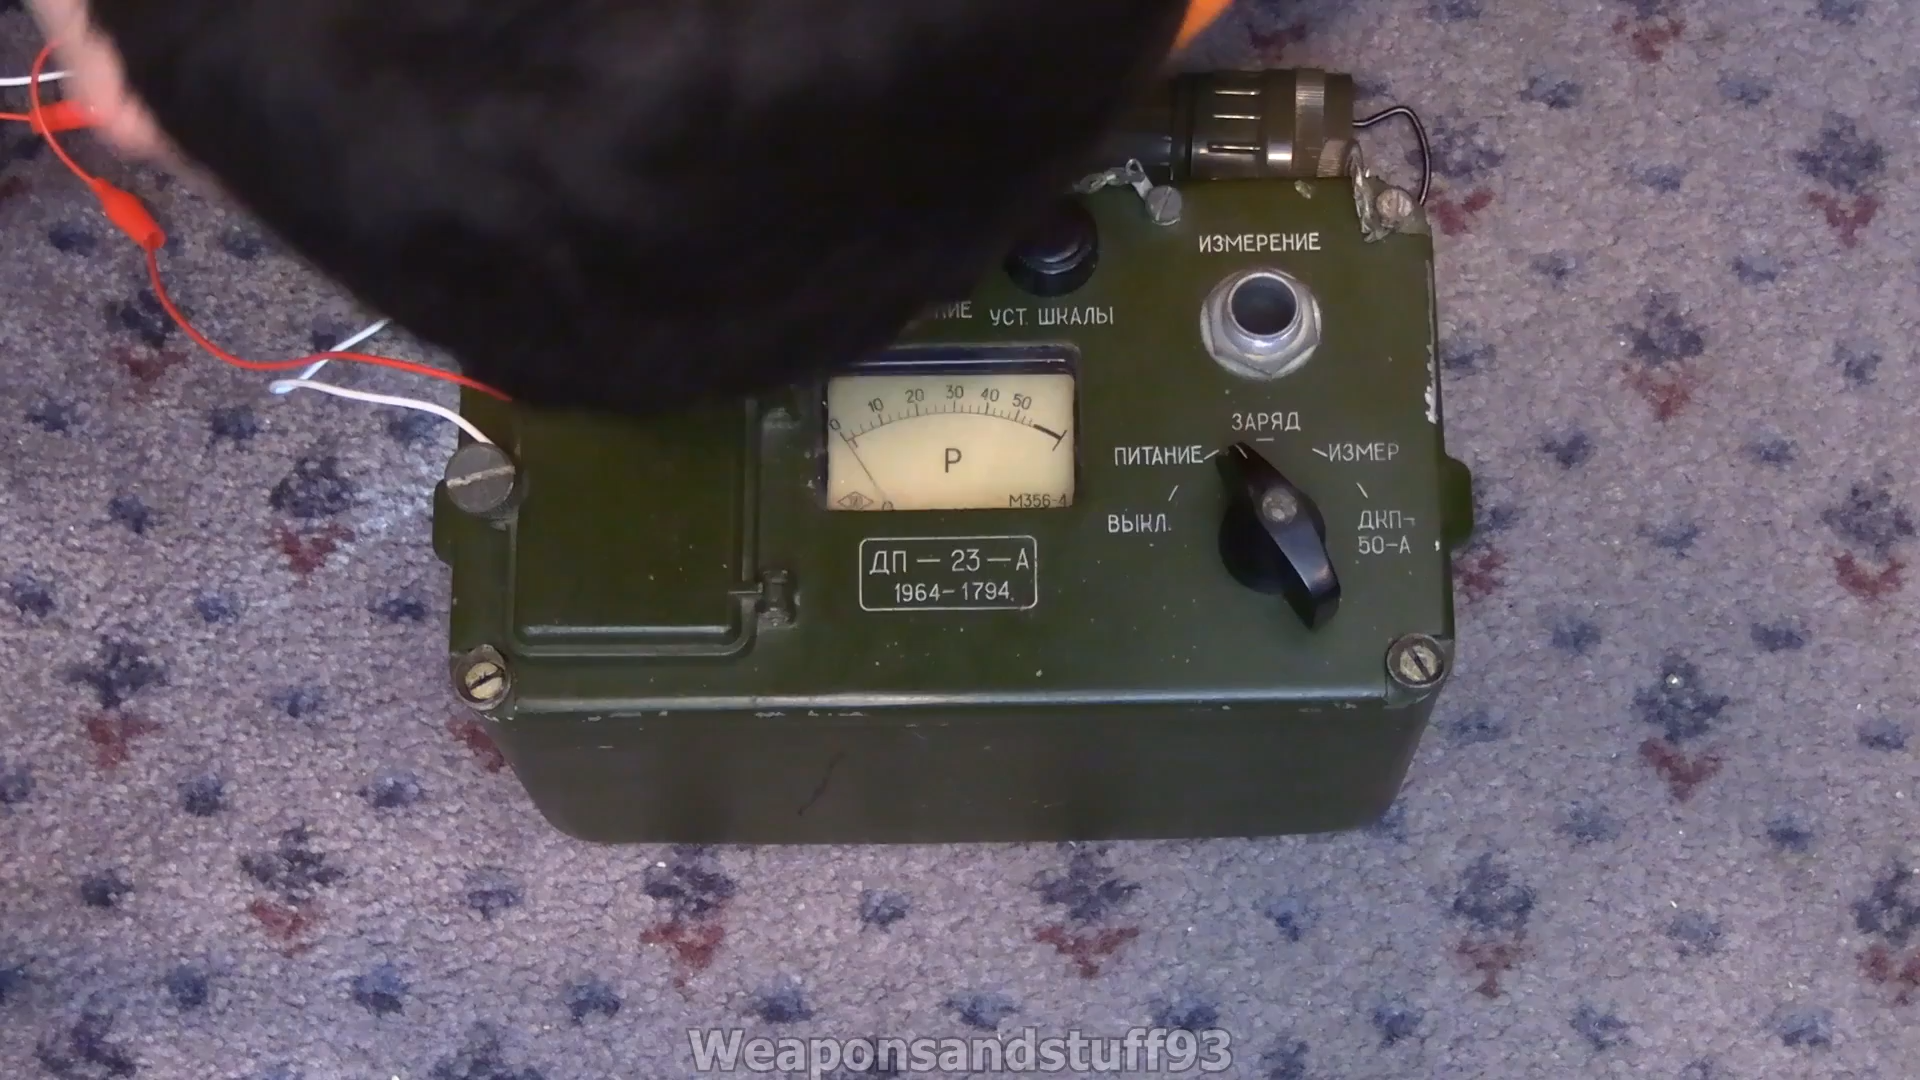 ИЗМЕРЕНИЕ
УСТ. ШКАЛЫ
0 10 20 30 40 50
Р
М356-4
ЗАРЯД
ПИТАНИЕ
ИЗМЕР
ВЫКЛ.
ДКП-
50-А
ДП — 23 — А
1964-1794.
Weaponsandstuff93